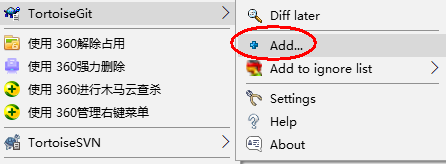 TortoiseGit
使用 360解除占用
使用 360强力删除
使用 360进行木马云查杀
使用 360管理右键菜单
TortoiseSVN
Diff later
Add...
Add to ignore list
Settings
Help
About